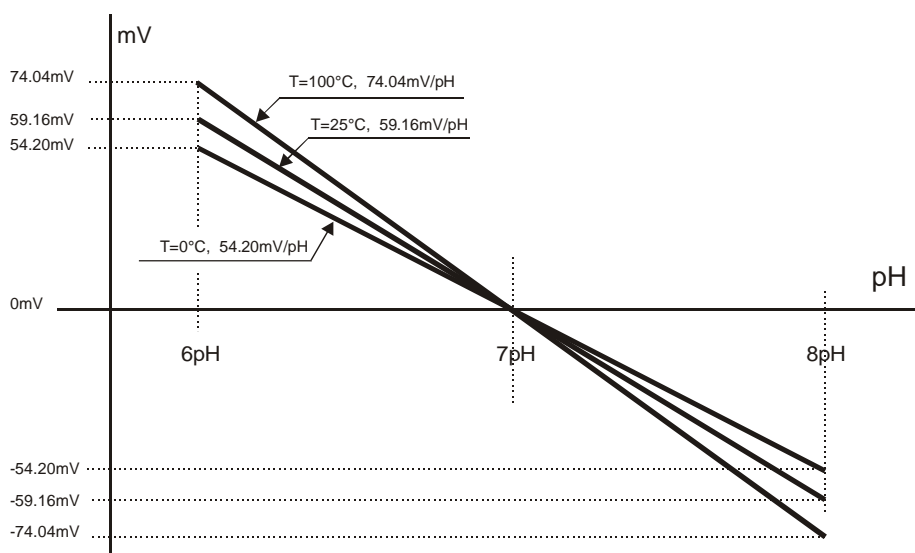 mV
74.04mV
T=100°C, 74.04mV/pH
59.16mV
T=25°C, 59.16mV/pH
54.20mV
T=0°C, 54.20mV/pH
pH
0mV
6pH
7pH
8pH
-54.20mV
-59.16mV
-74.04mV